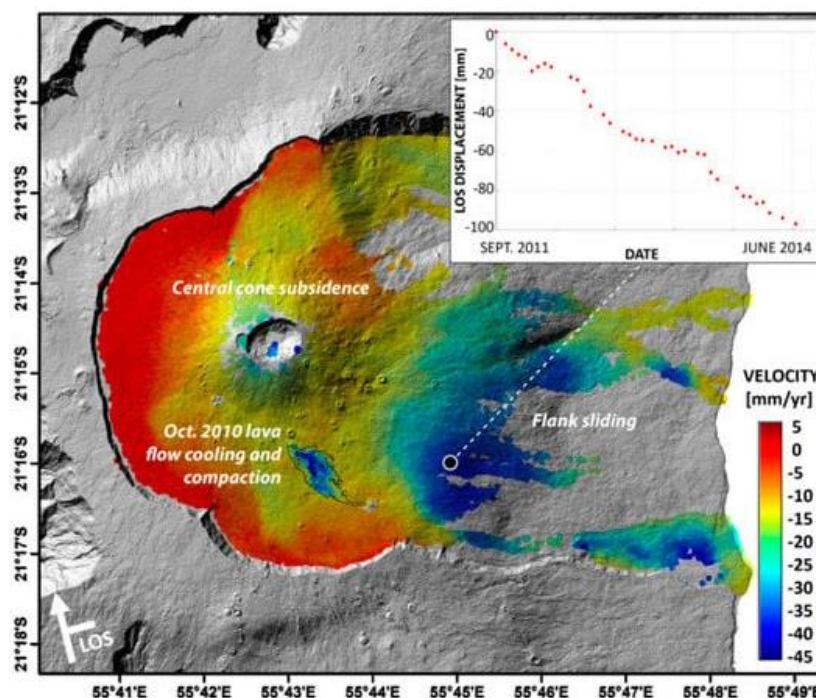 0
-20
-40
-60
-80
-100
LOS DISPLACEMENT [mm]
SEPT. 2011
DATE
JUNE 2014
21°12'S
21°13'S
21°14'S
21°15'S
21°16'S
21°17'S
21°18'S
Central cone subsidence
Oct. 2010 lava
flow cooling and
compaction
Flank sliding
VELOCITY
[mm/yr]
5
0
-5
-10
-15
-20
-25
-30
-35
-40
-45
LOS
55°41'E
55°42'E
55°43'E
55°44'E
55°45'E
55°46'E
55°47'E
55°48'E
55°49'E